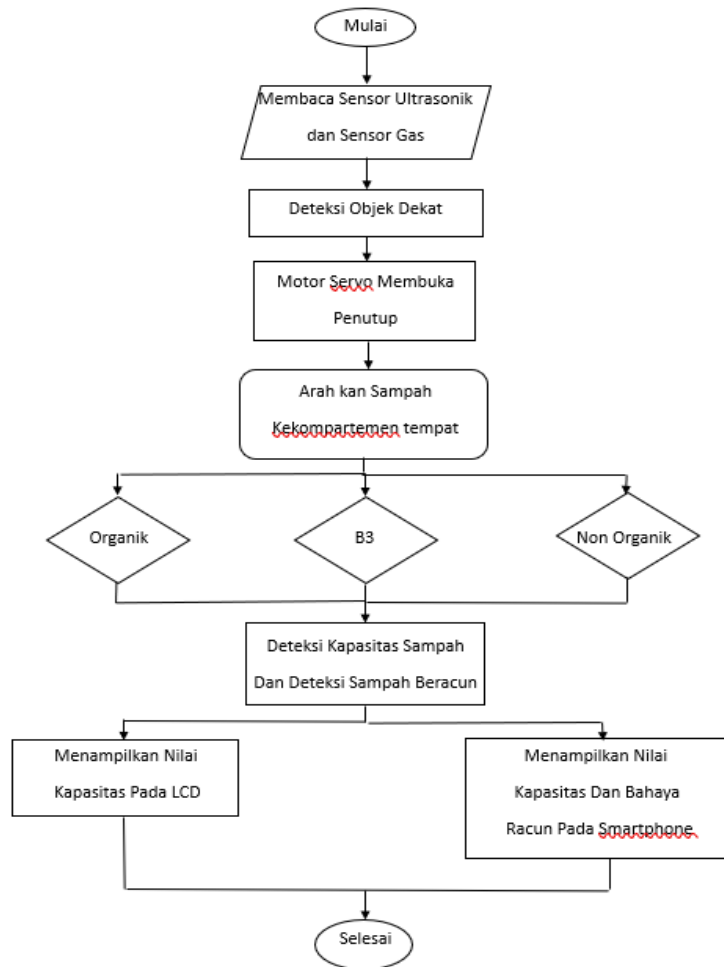 Mulai
Membaca Sensor Ultrasonik
dan Sensor Gas
Deteksi Objek Dekat
Motor Servo Membuka
Penutup
Arah kan Sampah
Kekompartemen tempat
Organik
B3
Non Organik
Deteksi Kapasitas Sampah
Dan Deteksi Sampah Beracun
Menampilkan Nilai
Kapasitas Pada LCD
Menampilkan Nilai
Kapasitas Dan Bahaya
Racun Pada Smartphone
Selesai